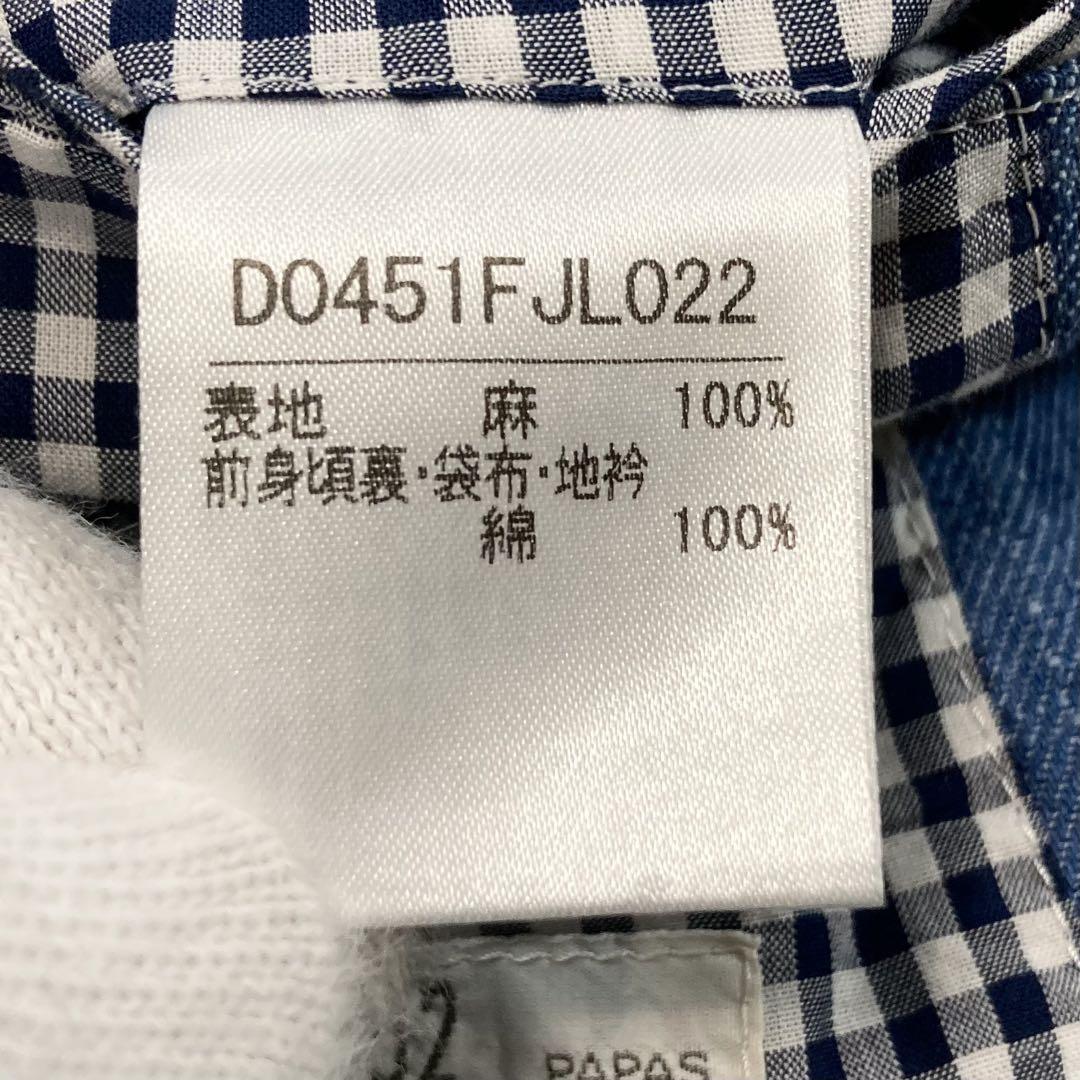 D0451FJL022
表地 麻 100%
前身頃裏・袋布・地衿
綿 100%
PAPAS